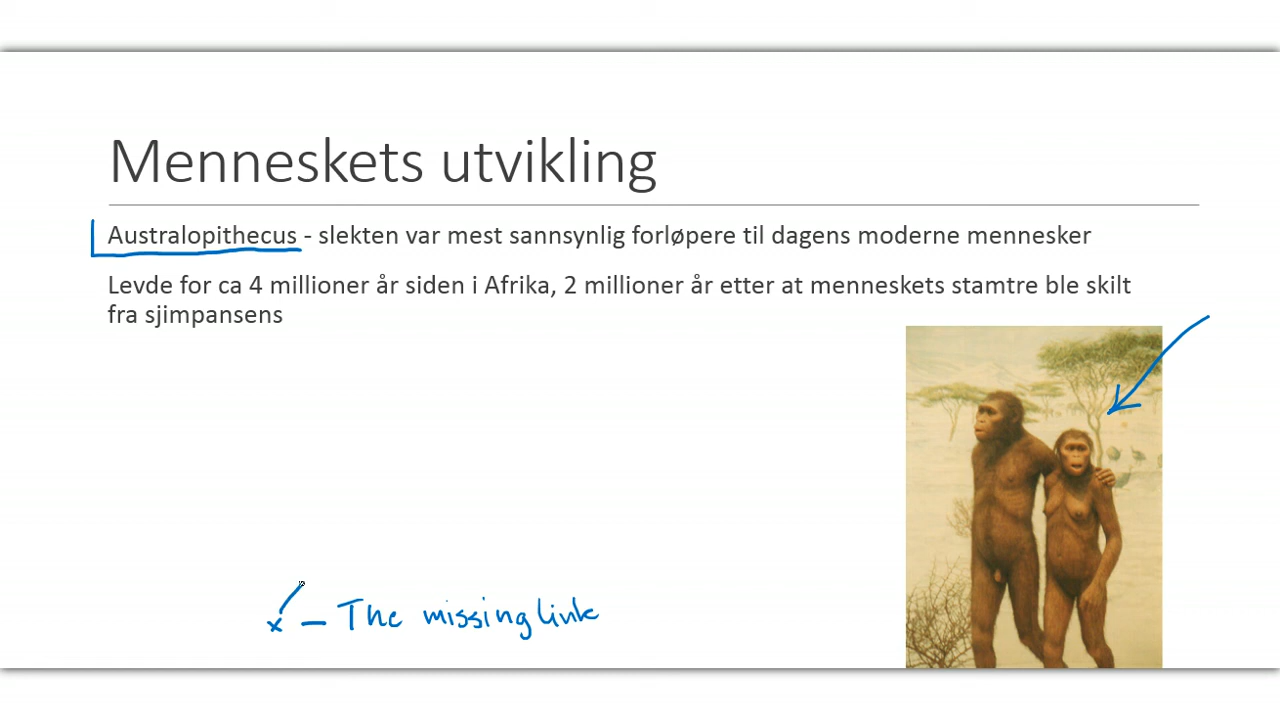 Menneskets utvikling
Australopithecus - slekten var mest sannsynlig forløpere til dagens moderne mennesker
Levde for ca 4 millioner år siden i Afrika, 2 millioner år etter at menneskets stamtre ble skilt
fra sjimpansens
x – The missing link